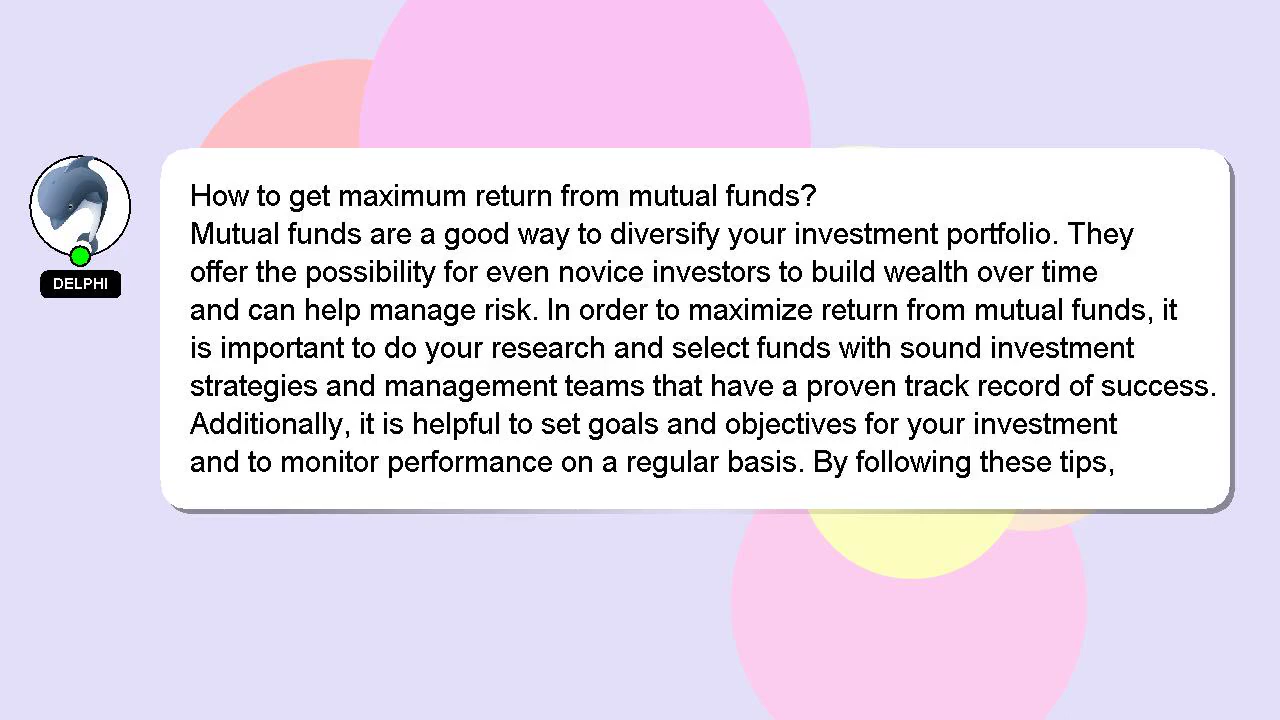 How to get maximum return from mutual funds?
Mutual funds are a good way to diversify your investment portfolio. They
offer the possibility for even novice investors to build wealth over time
and can help manage risk. In order to maximize return from mutual funds, it
is important to do your research and select funds with sound investment
strategies and management teams that have a proven track record of success.
Additionally, it is helpful to set goals and objectives for your investment
and to monitor performance on a regular basis. By following these tips,
DELPHI